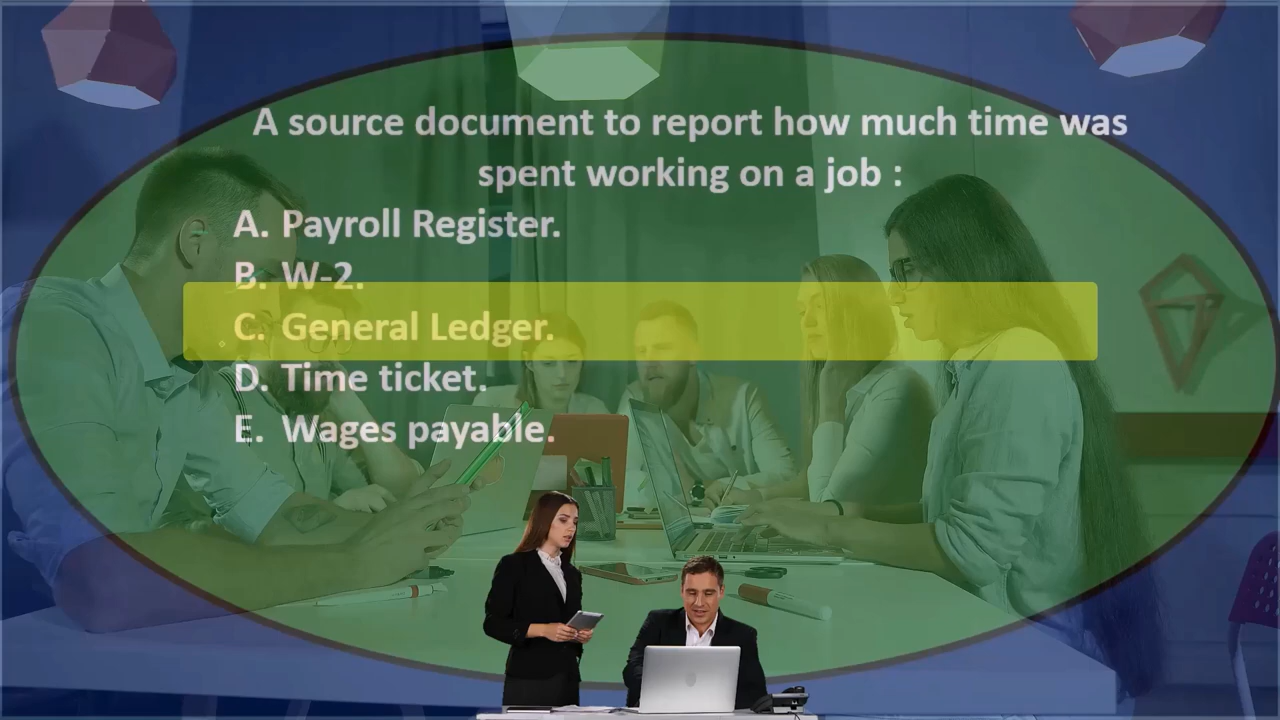 A source document to report how much time was
spent working on a job :
A. Payroll Register.
B. W-2.
C. General Ledger.
D. Time ticket.
E. Wages payable.